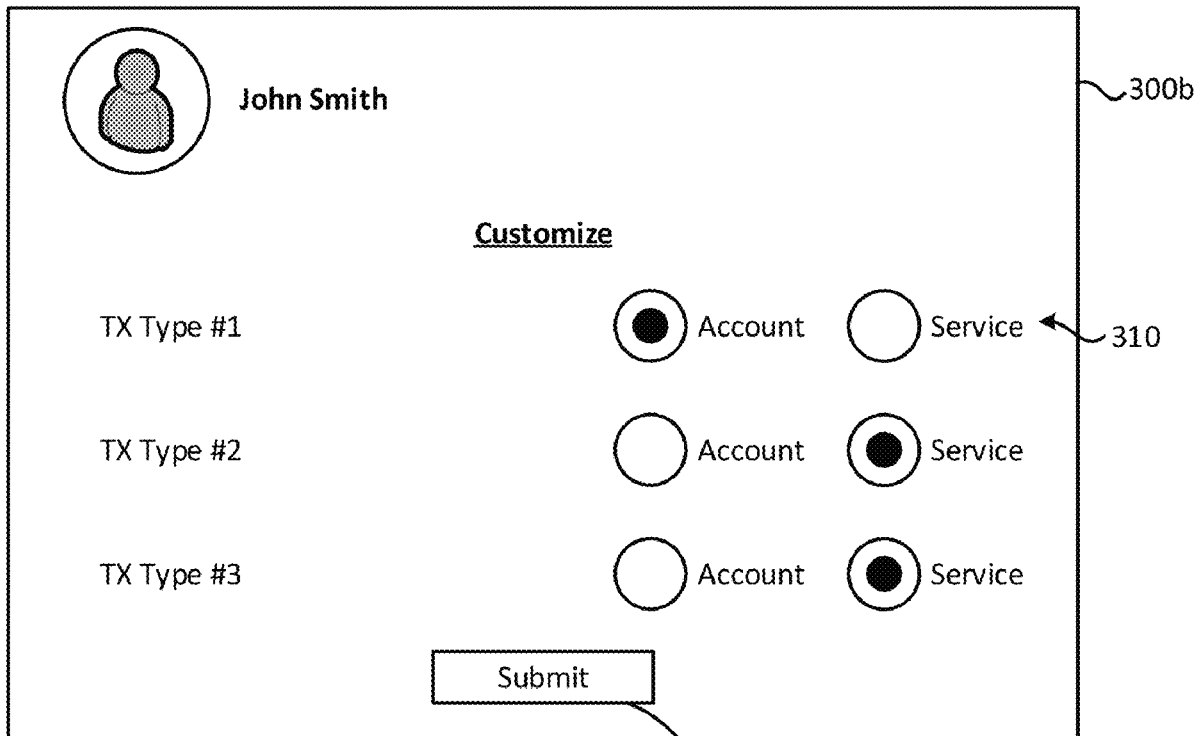 John Smith
300b
Customize
TX Type #1 Account Service
310
TX Type #2 Account Service
TX Type #3 Account Service
Submit